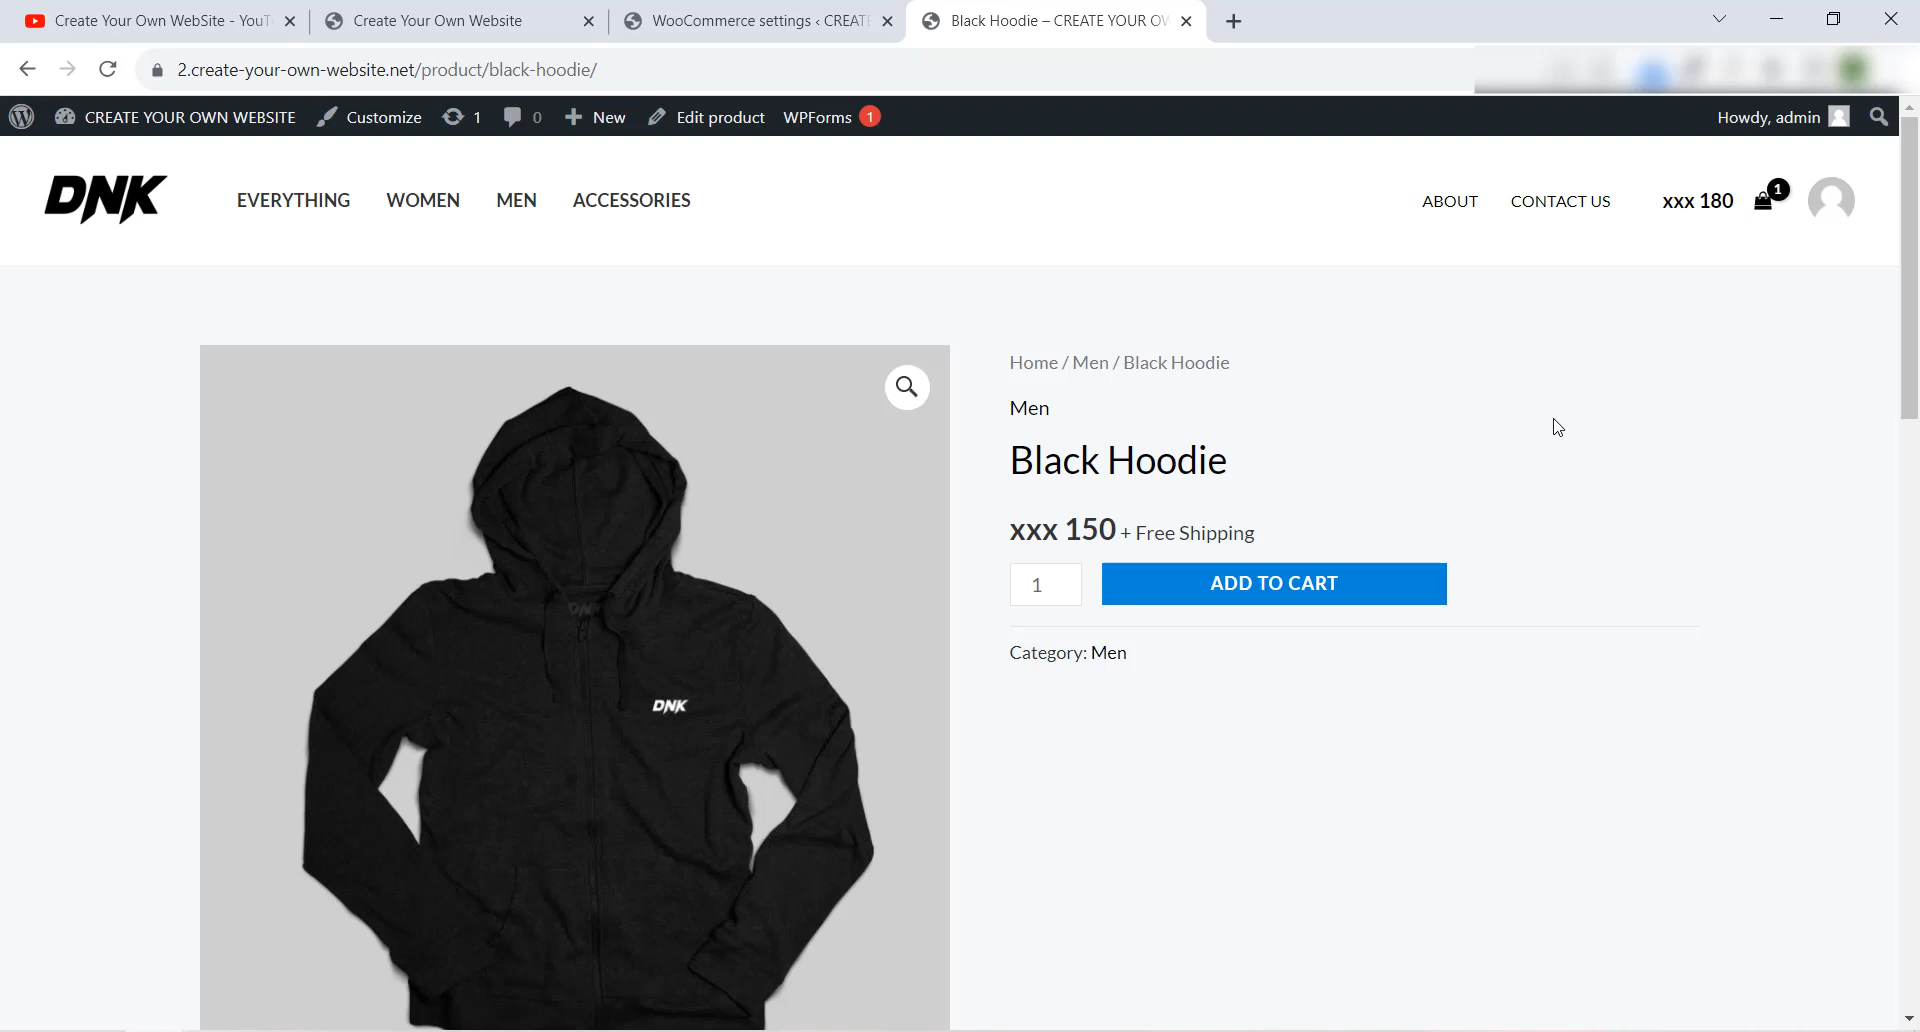 Create Your Own WebSite - YouT
Create Your Own Website
WooCommerce settings ‹ CREATE
Black Hoodie – CREATE YOUR OW
2.create-your-own-website.net/product/black-hoodie/
CREATE YOUR OWN WEBSITE Customize 1 0 New Edit product WPForms 1 Howdy, admin
DNK EVERYTHING WOMEN MEN ACCESSORIES ABOUT CONTACT US xxx 180 1
Home / Men / Black Hoodie
Men
Black Hoodie
xxx 150 + Free Shipping
1 ADD TO CART
Category: Men
DNK
DNK